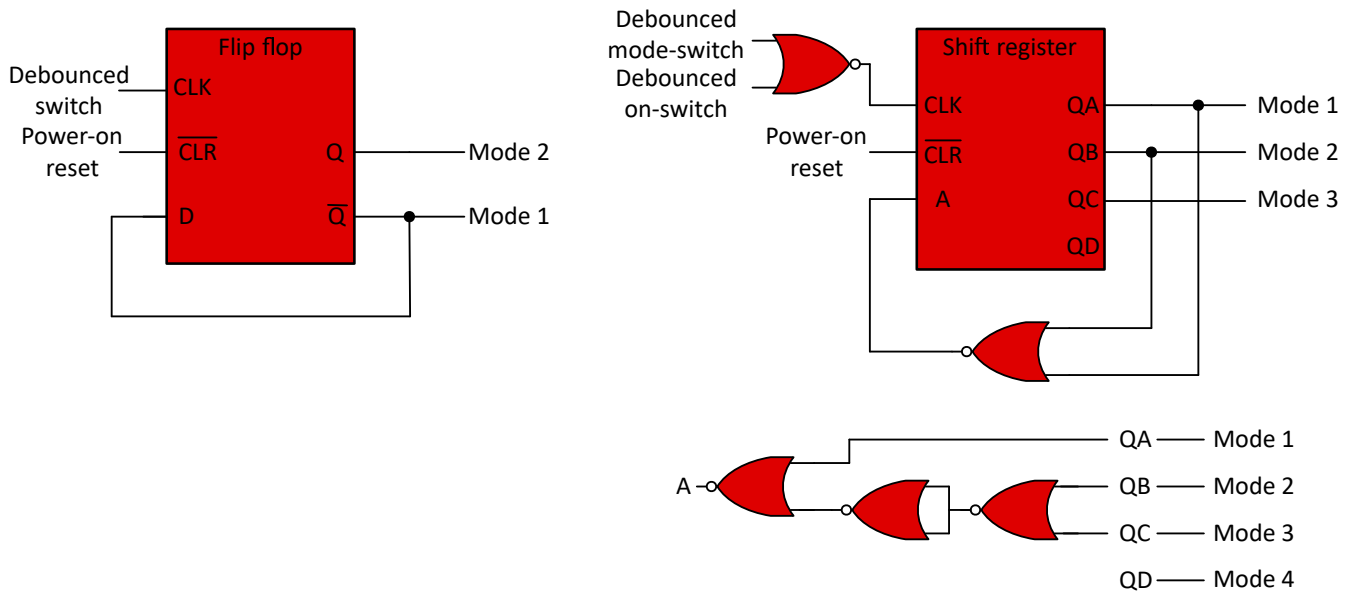 Flip flop
Debounced
switch
CLK
Power-on
reset
CLR
Q
Mode 2
D
Q
Mode 1
Debounced
mode-switch
Debounced
on-switch
Shift register
CLK
QA
Mode 1
Power-on
reset
CLR
QB
Mode 2
A
QC
Mode 3
QD
QA
Mode 1
A
QB
Mode 2
QC
Mode 3
QD
Mode 4